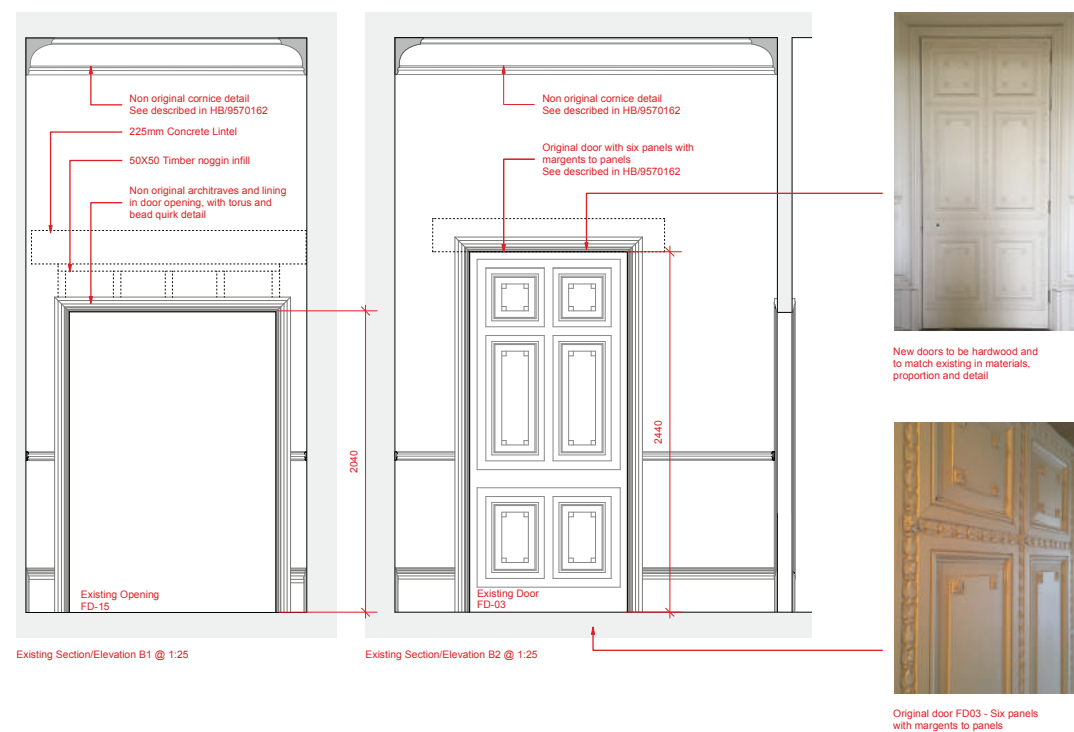 Non original cornice detail
See described in HB/9570162
225mm Concrete Lintel
50X50 Timber noggin infill
Non original architraves and lining
in door opening, with torus and
bead quirk detail
2040
Existing Opening
FD-15
Existing Section/Elevation B1 @ 1:25
Non original cornice detail
See described in HB/9570162
Original door with six panels with
margents to panels
See described in HB/9570162
2440
Existing Door
FD-03
Existing Section/Elevation B2 @ 1:25
New doors to be hardwood and
to match existing in materials,
proportion and detail
Original door FD03 - Six panels
with margents to panels